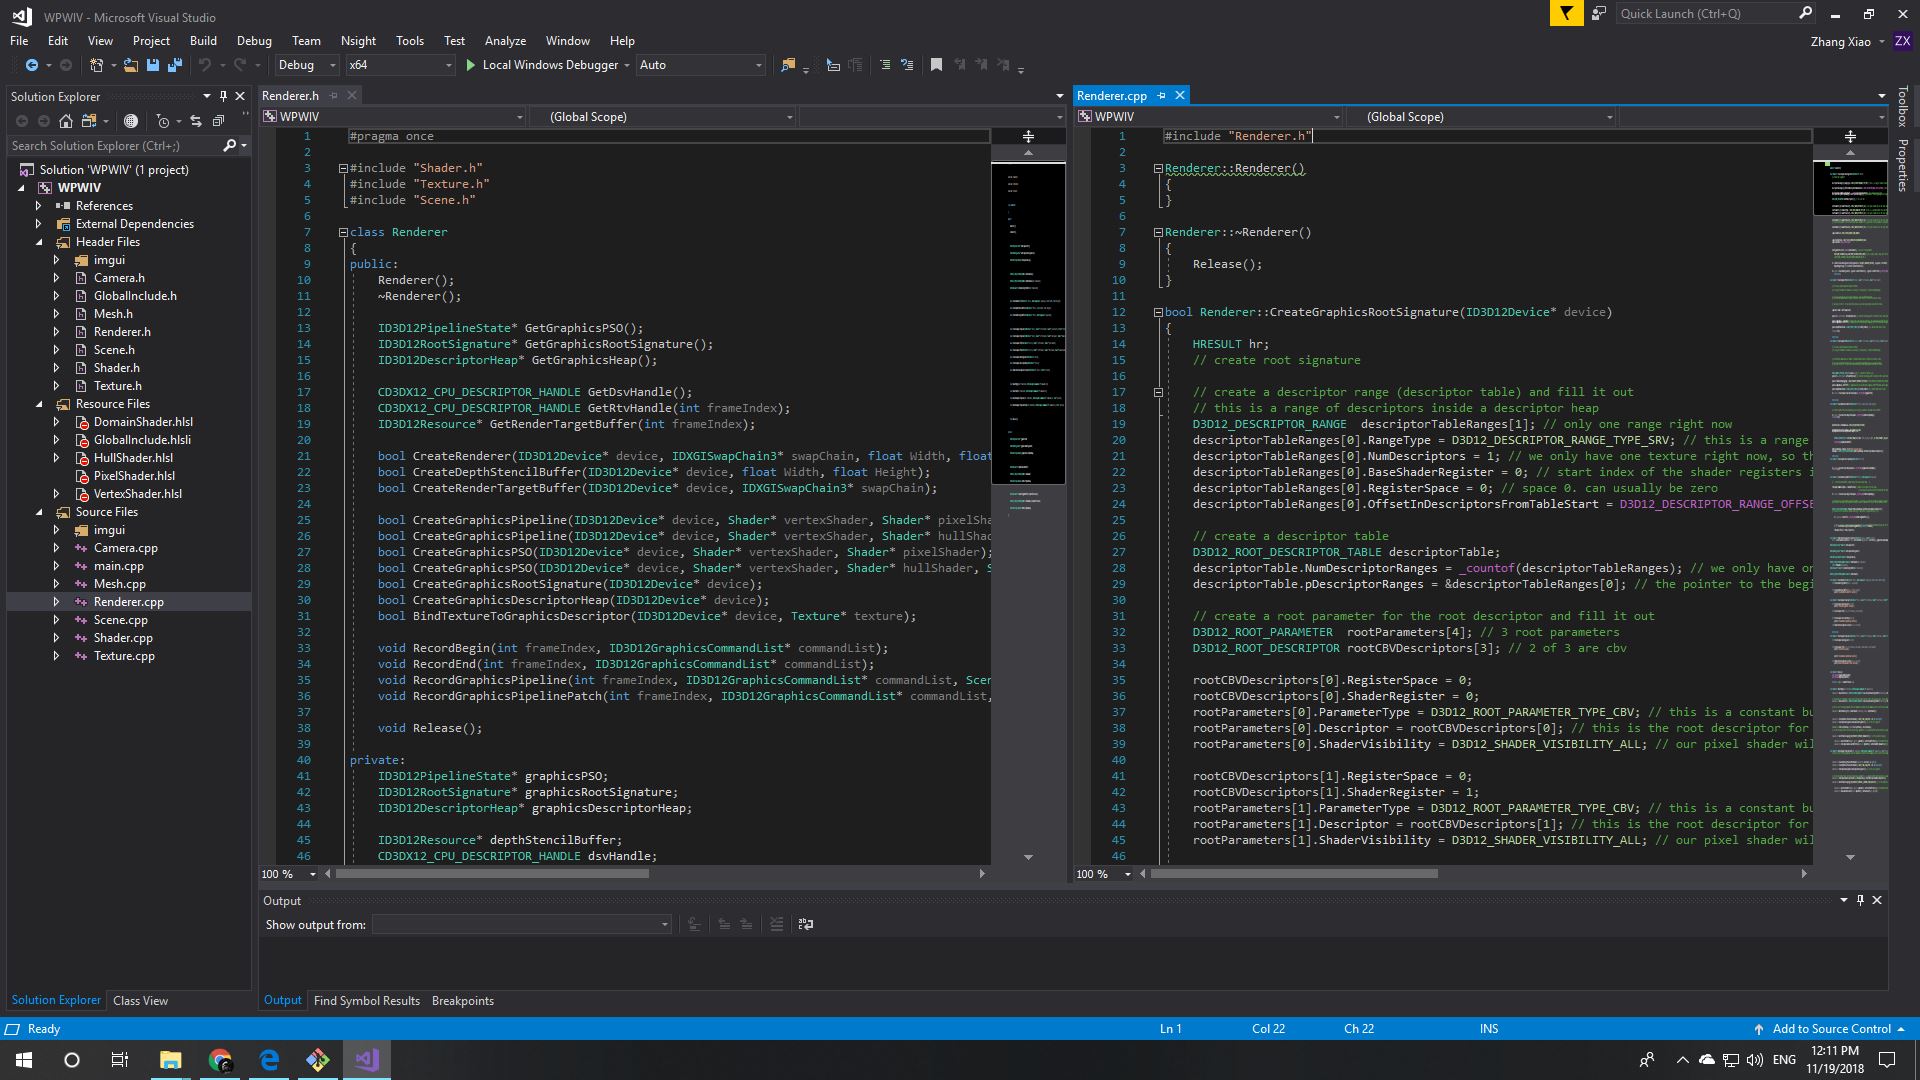 WPWIV - Microsoft Visual Studio
Quick Launch (Ctrl+Q)
File Edit View Project Build Debug Team Nsight Tools Test Analyze Window Help
Zhang Xiao ZX
Debug x64 Local Windows Debugger Auto
Solution Explorer
Search Solution Explorer (Ctrl+;)
Solution 'WPWIV' (1 project)
WPWIV
References
External Dependencies
Header Files
imgui
Camera.h
GlobalInclude.h
Mesh.h
Renderer.h
Scene.h
Shader.h
Texture.h
Resource Files
DomainShader.hlsl
GlobalInclude.hlsli
HullShader.hlsl
PixelShader.hlsl
VertexShader.hlsl
Source Files
imgui
Camera.cpp
main.cpp
Mesh.cpp
Renderer.cpp
Scene.cpp
Shader.cpp
Texture.cpp
Solution Explorer Class View
Renderer.h
WPWIV (Global Scope)
1 #pragma once
2
3 #include "Shader.h"
4 #include "Texture.h"
5 #include "Scene.h"
6
7 class Renderer
8 {
9 public:
10 Renderer();
11 ~Renderer();
12
13 ID3D12PipelineState* GetGraphicsPSO();
14 ID3D12RootSignature* GetGraphicsRootSignature();
15 ID3D12DescriptorHeap* GetGraphicsHeap();
16
17 CD3DX12_CPU_DESCRIPTOR_HANDLE GetDsvHandle();
18 CD3DX12_CPU_DESCRIPTOR_HANDLE GetRtvHandle(int frameIndex);
19 ID3D12Resource* GetRenderTargetBuffer(int frameIndex);
20
21 bool CreateRenderer(ID3D12Device* device, IDXGISwapChain3* swapChain, float Width, float
22 bool CreateDepthStencilBuffer(ID3D12Device* device, float Width, float Height);
23 bool CreateRenderTargetBuffer(ID3D12Device* device, IDXGISwapChain3* swapChain);
24
25 bool CreateGraphicsPipeline(ID3D12Device* device, Shader* vertexShader, Shader* pixelSha
26 bool CreateGraphicsPipeline(ID3D12Device* device, Shader* vertexShader, Shader* hullShad
27 bool CreateGraphicsPSO(ID3D12Device* device, Shader* vertexShader, Shader* pixelShader);
28 bool CreateGraphicsPSO(ID3D12Device* device, Shader* vertexShader, Shader* hullShader, S
29 bool CreateGraphicsRootSignature(ID3D12Device* device);
30 bool CreateGraphicsDescriptorHeap(ID3D12Device* device);
31 bool BindTextureToGraphicsDescriptor(ID3D12Device* device, Texture* texture);
32
33 void RecordBegin(int frameIndex, ID3D12GraphicsCommandList* commandList);
34 void RecordEnd(int frameIndex, ID3D12GraphicsCommandList* commandList);
35 void RecordGraphicsPipeline(int frameIndex, ID3D12GraphicsCommandList* commandList, Scen
36 void RecordGraphicsPipelinePatch(int frameIndex, ID3D12GraphicsCommandList* commandList,
37
38 void Release();
39
40 private:
41 ID3D12PipelineState* graphicsPSO;
42 ID3D12RootSignature* graphicsRootSignature;
43 ID3D12DescriptorHeap* graphicsDescriptorHeap;
44
45 ID3D12Resource* depthStencilBuffer;
46 CD3DX12_CPU_DESCRIPTOR_HANDLE dsvHandle;
100 %
Renderer.cpp
WPWIV (Global Scope)
1 #include "Renderer.h"
2
3 Renderer::Renderer()
4 {
5 }
6
7 Renderer::~Renderer()
8 {
9 Release();
10 }
11
12 bool Renderer::CreateGraphicsRootSignature(ID3D12Device* device)
13 {
14 HRESULT hr;
15 // create root signature
16
17 // create a descriptor range (descriptor table) and fill it out
18 // this is a range of descriptors inside a descriptor heap
19 D3D12_DESCRIPTOR_RANGE descriptorTableRanges[1]; // only one range right now
20 descriptorTableRanges[0].RangeType = D3D12_DESCRIPTOR_RANGE_TYPE_SRV; // this is a range
21 descriptorTableRanges[0].NumDescriptors = 1; // we only have one texture right now, so th
22 descriptorTableRanges[0].BaseShaderRegister = 0; // start index of the shader registers i
23 descriptorTableRanges[0].RegisterSpace = 0; // space 0. can usually be zero
24 descriptorTableRanges[0].OffsetInDescriptorsFromTableStart = D3D12_DESCRIPTOR_RANGE_OFFSE
25
26 // create a descriptor table
27 D3D12_ROOT_DESCRIPTOR_TABLE descriptorTable;
28 descriptorTable.NumDescriptorRanges = _countof(descriptorTableRanges); // we only have on
29 descriptorTable.pDescriptorRanges = &descriptorTableRanges[0]; // the pointer to the begi
30
31 // create a root parameter for the root descriptor and fill it out
32 D3D12_ROOT_PARAMETER rootParameters[4]; // 3 root parameters
33 D3D12_ROOT_DESCRIPTOR rootCBVDescriptors[3]; // 2 of 3 are cbv
34
35 rootCBVDescriptors[0].RegisterSpace = 0;
36 rootCBVDescriptors[0].ShaderRegister = 0;
37 rootParameters[0].ParameterType = D3D12_ROOT_PARAMETER_TYPE_CBV; // this is a constant bu
38 rootParameters[0].Descriptor = rootCBVDescriptors[0]; // this is the root descriptor for
39 rootParameters[0].ShaderVisibility = D3D12_SHADER_VISIBILITY_ALL; // our pixel shader wil
40
41 rootCBVDescriptors[1].RegisterSpace = 0;
42 rootCBVDescriptors[1].ShaderRegister = 1;
43 rootParameters[1].ParameterType = D3D12_ROOT_PARAMETER_TYPE_CBV; // this is a constant bu
44 rootParameters[1].Descriptor = rootCBVDescriptors[1]; // this is the root descriptor for
45 rootParameters[1].ShaderVisibility = D3D12_SHADER_VISIBILITY_ALL; // our pixel shader wil
46
100 %
Toolbox
Properties
Output
Show output from:
Output Find Symbol Results Breakpoints
Ready Ln 1 Col 22 Ch 22 INS Add to Source Control
ENG 12:11 PM
11/19/2018